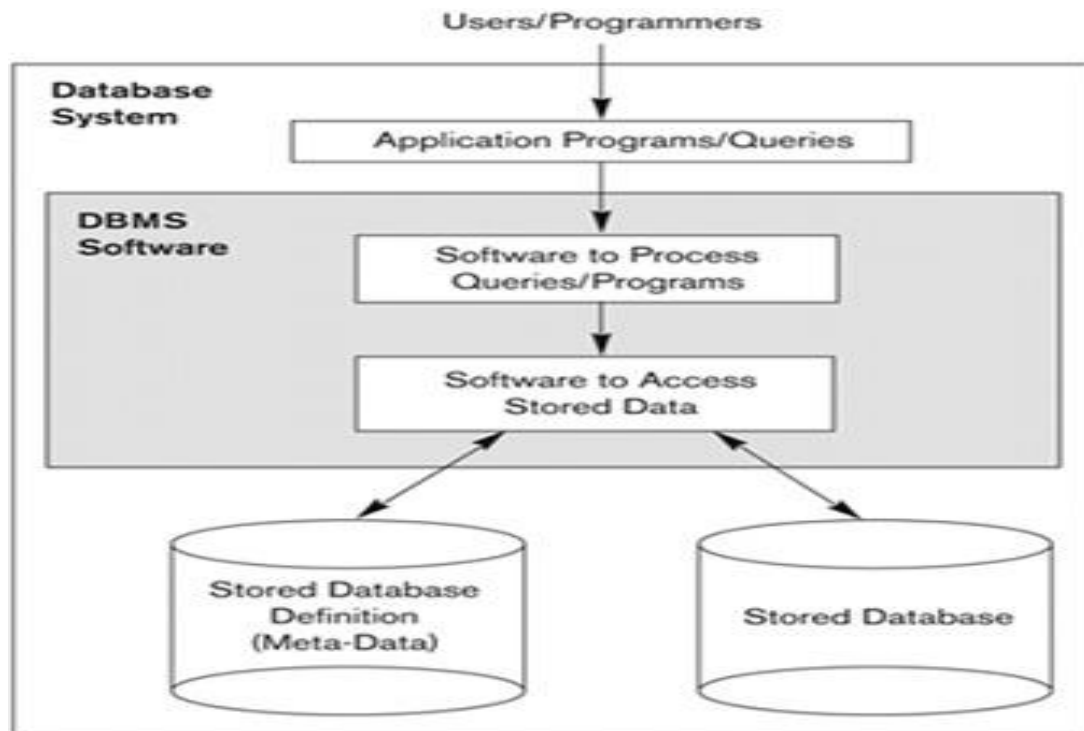 Users/Programmers
Database
System
Application Programs/Queries
DBMS
Software
Software to Process
Queries/Programs
Software to Access
Stored Data
Stored Database
Definition
(Meta-Data)
Stored Database